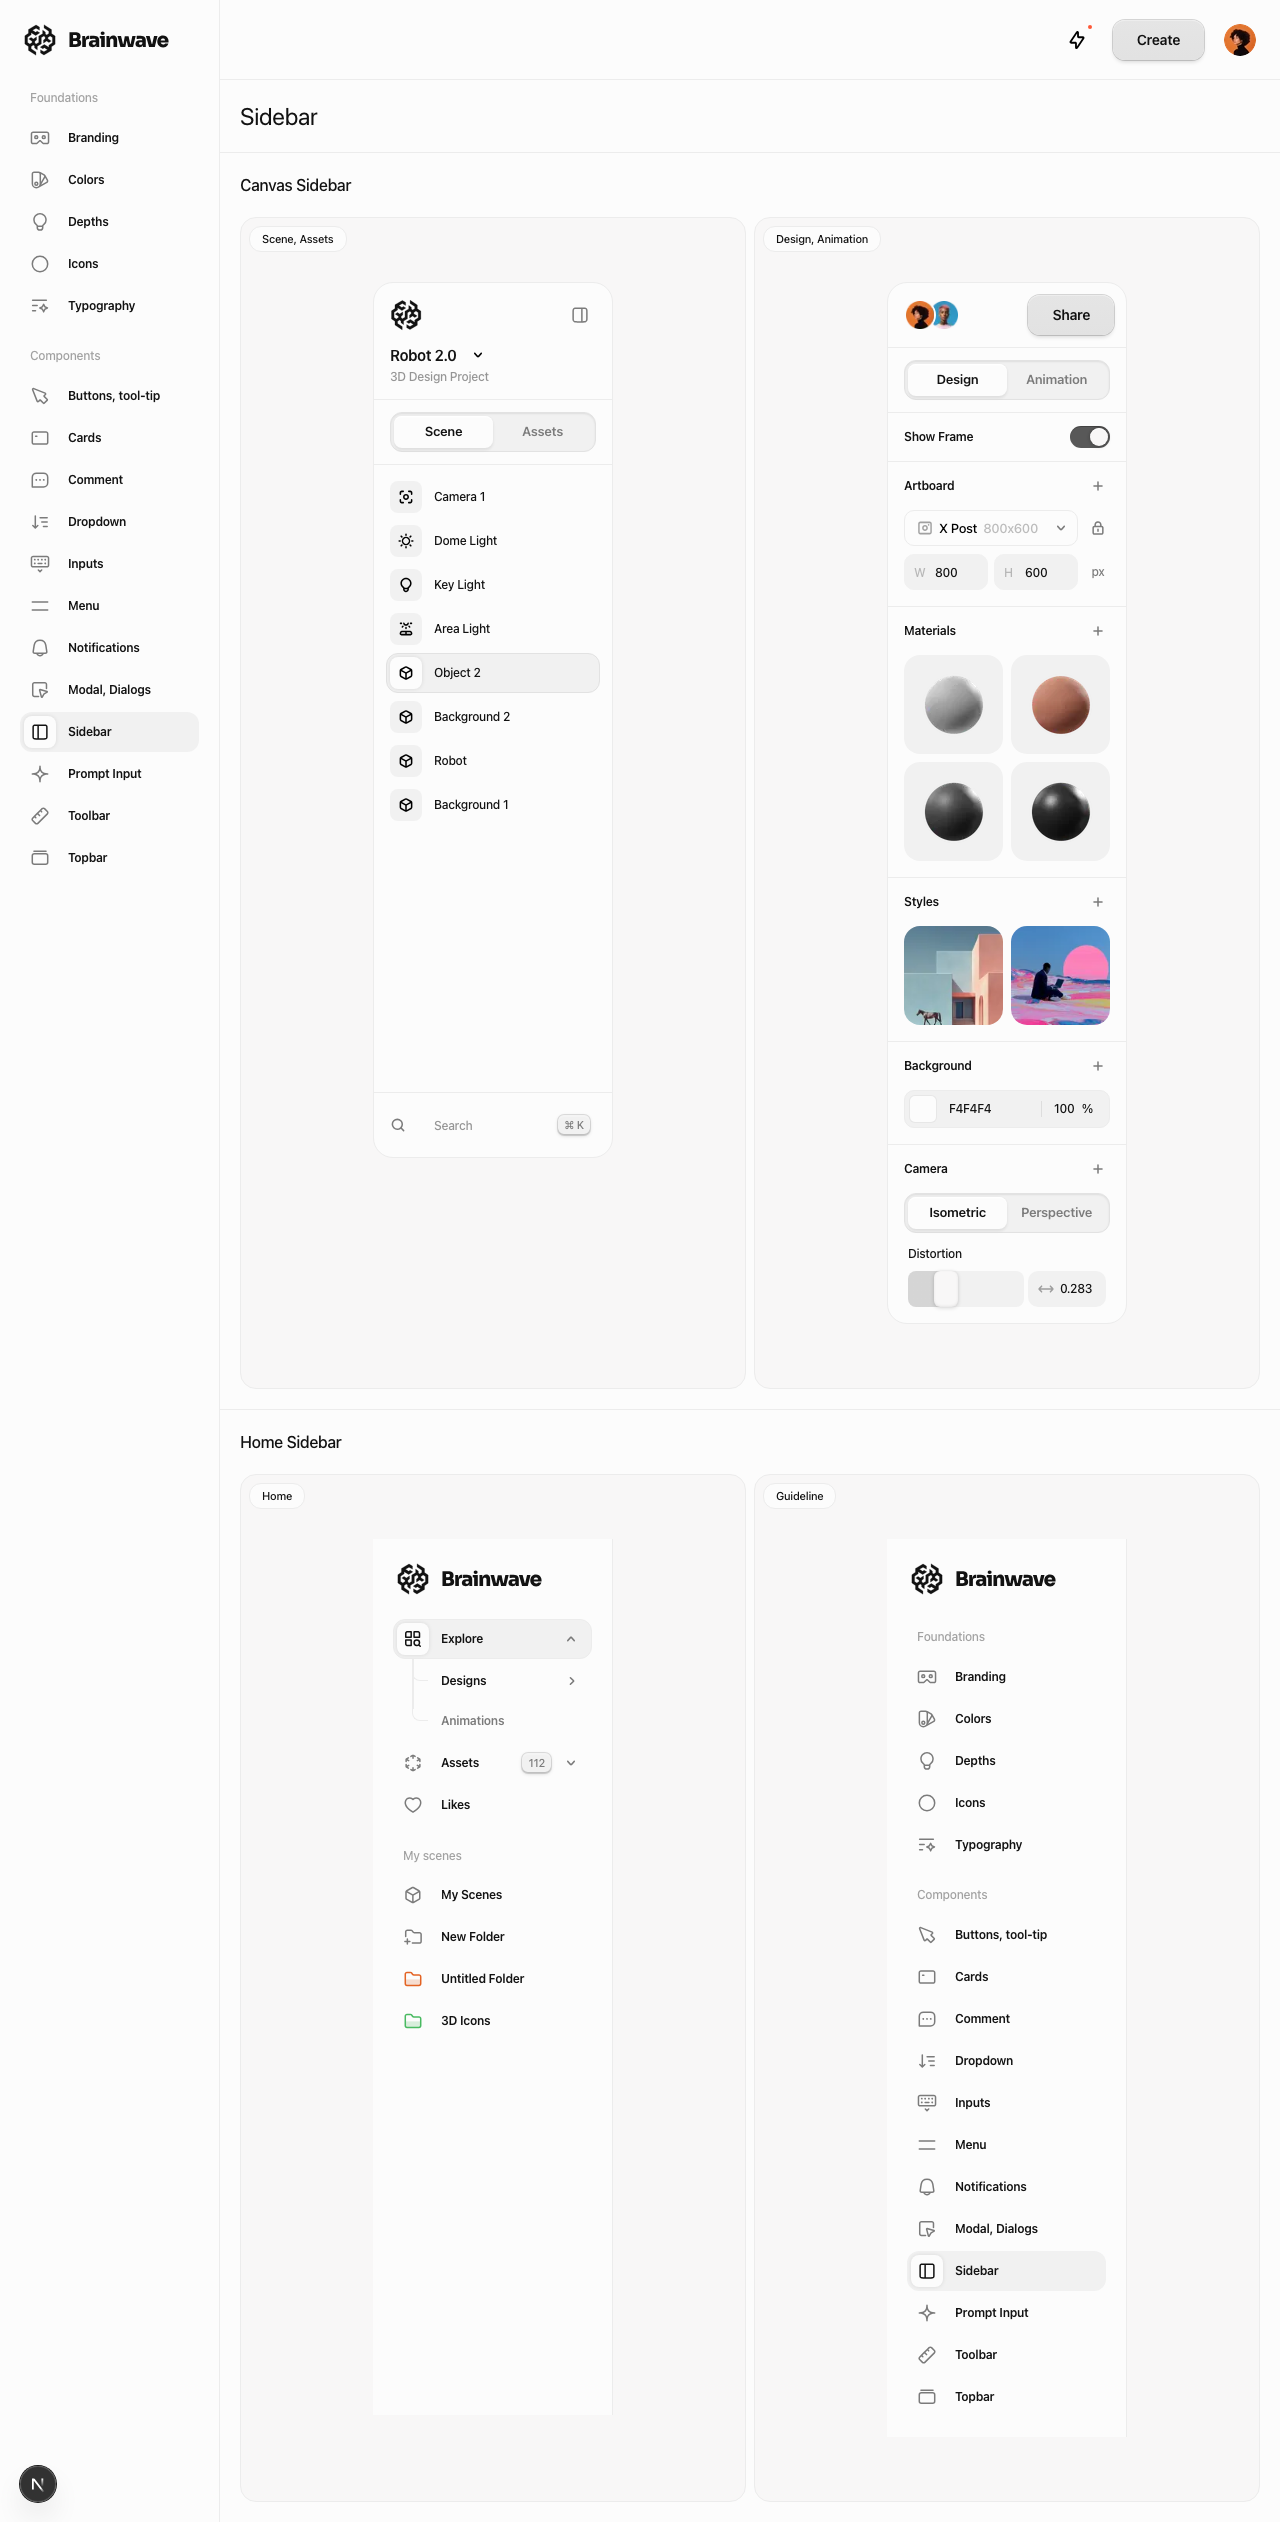 Brainwave
Foundations
Branding
Colors
Depths
Icons
Typography
Components
Buttons, tool-tip
Cards
Comment
Dropdown
Inputs
Menu
Notifications
Modal, Dialogs
Sidebar
Prompt Input
Toolbar
Topbar
N
Create
Sidebar
Canvas Sidebar
Scene, Assets
Robot 2.0
3D Design Project
Scene Assets
Camera 1
Dome Light
Key Light
Area Light
Object 2
Background 2
Robot
Background 1
Search ⌘ K
Design, Animation
Share
Design Animation
Show Frame
Artboard
X Post 800x600
W 800 H 600 px
Materials
Styles
Background
F4F4F4 100 %
Camera
Isometric Perspective
Distortion
0.283
Home Sidebar
Home
Brainwave
Explore
Designs
Animations
Assets 112
Likes
My scenes
My Scenes
New Folder
Untitled Folder
3D Icons
Guideline
Brainwave
Foundations
Branding
Colors
Depths
Icons
Typography
Components
Buttons, tool-tip
Cards
Comment
Dropdown
Inputs
Menu
Notifications
Modal, Dialogs
Sidebar
Prompt Input
Toolbar
Topbar